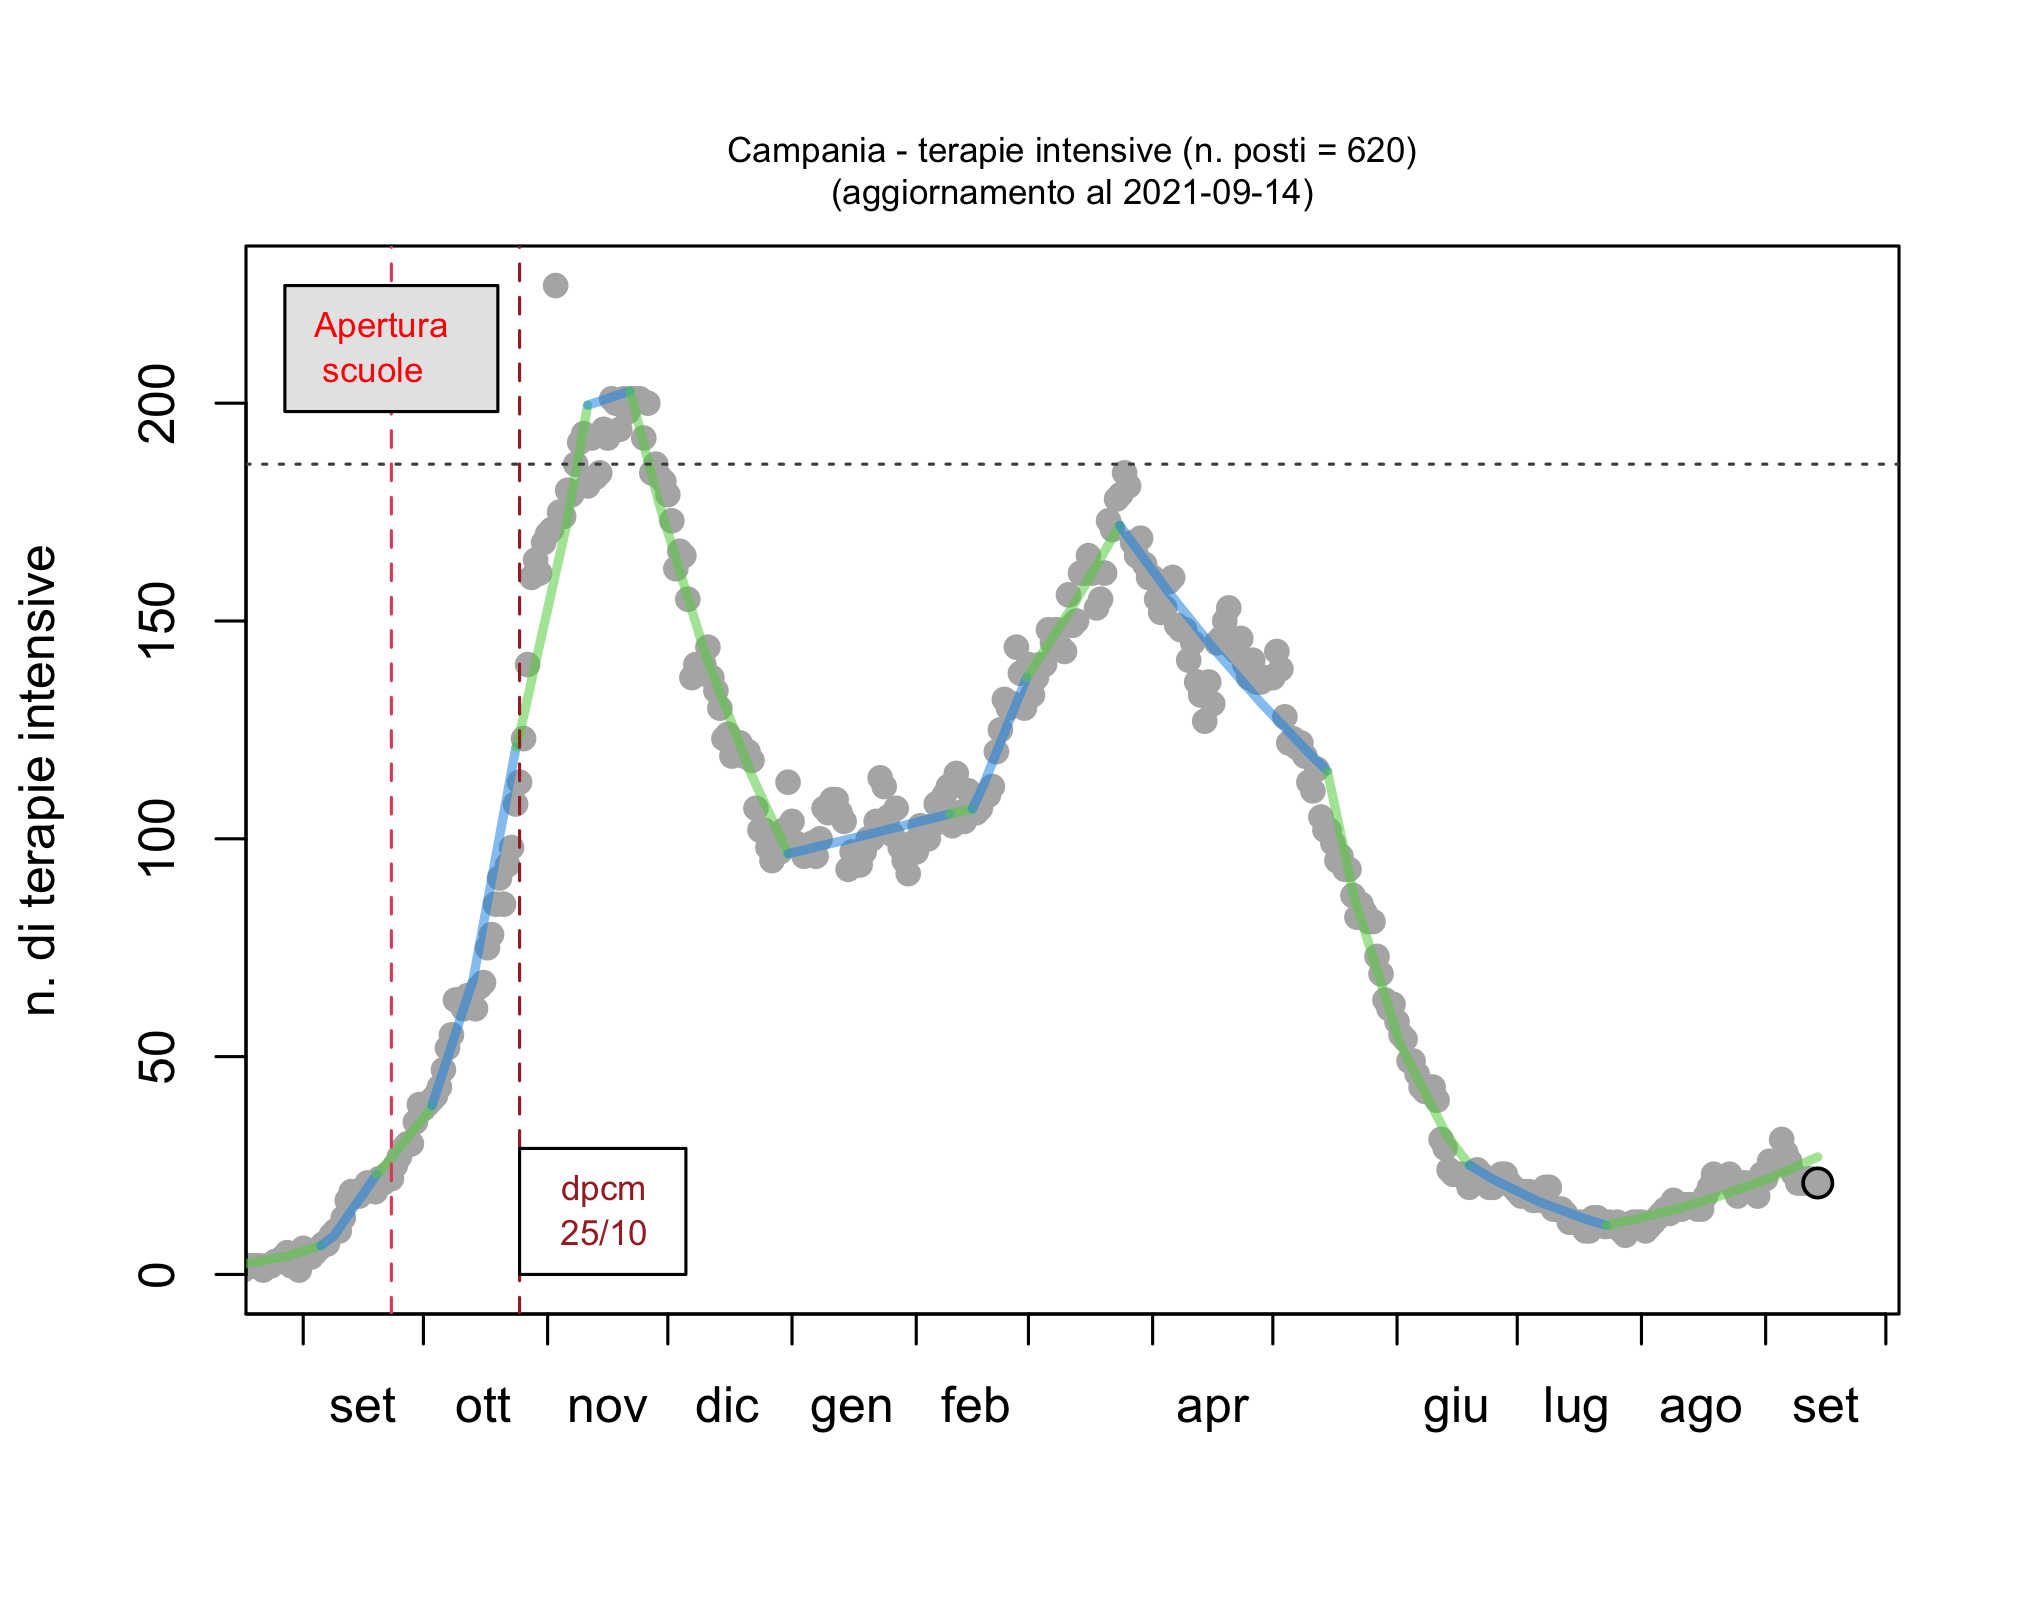 Campania - terapie intensive (n. posti = 620)
(aggiornamento al 2021-09-14)
Apertura
scuole
n. di terapie intensive
200
150
100
50
0
dpcm
25/10
set ott nov dic gen feb apr giu lug ago set